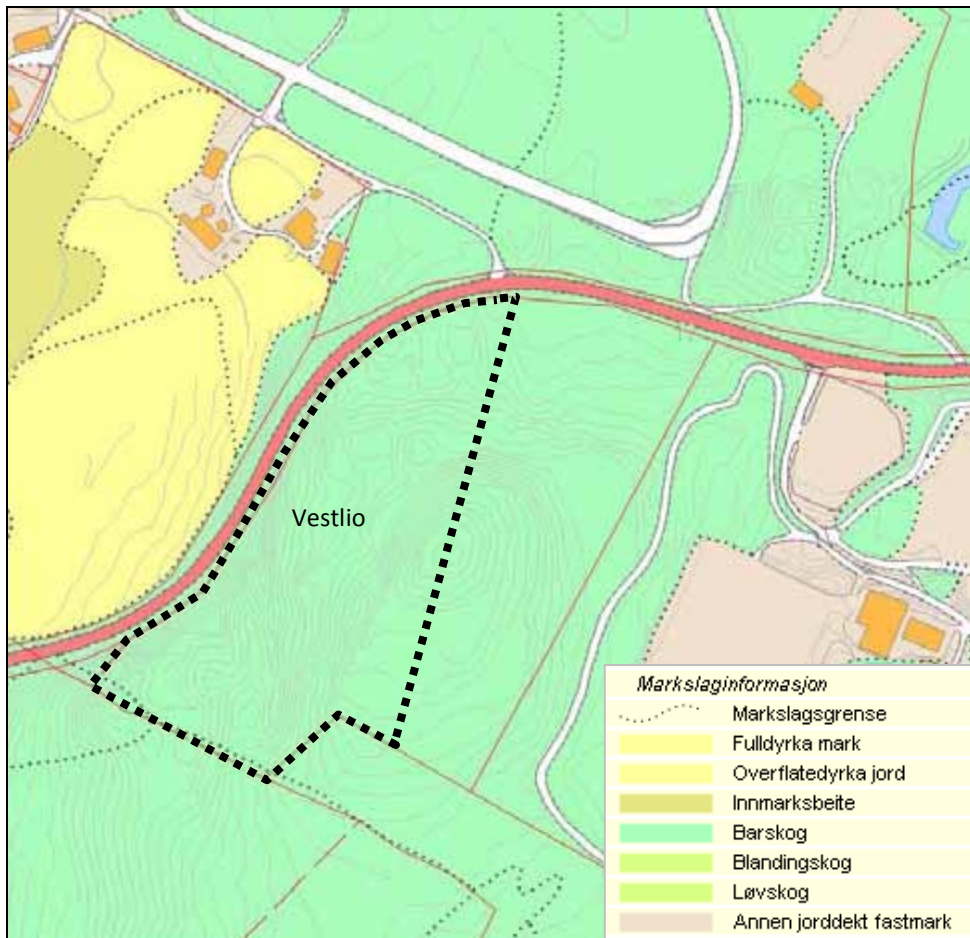 Vestlio
Markslaginformasjon
Markslagsgrense
Fulldyrka mark
Overflatedyrka jord
Innmarksbeite
Barskog
Blandingskog
Løvskog
Annen jorddekt fastmark